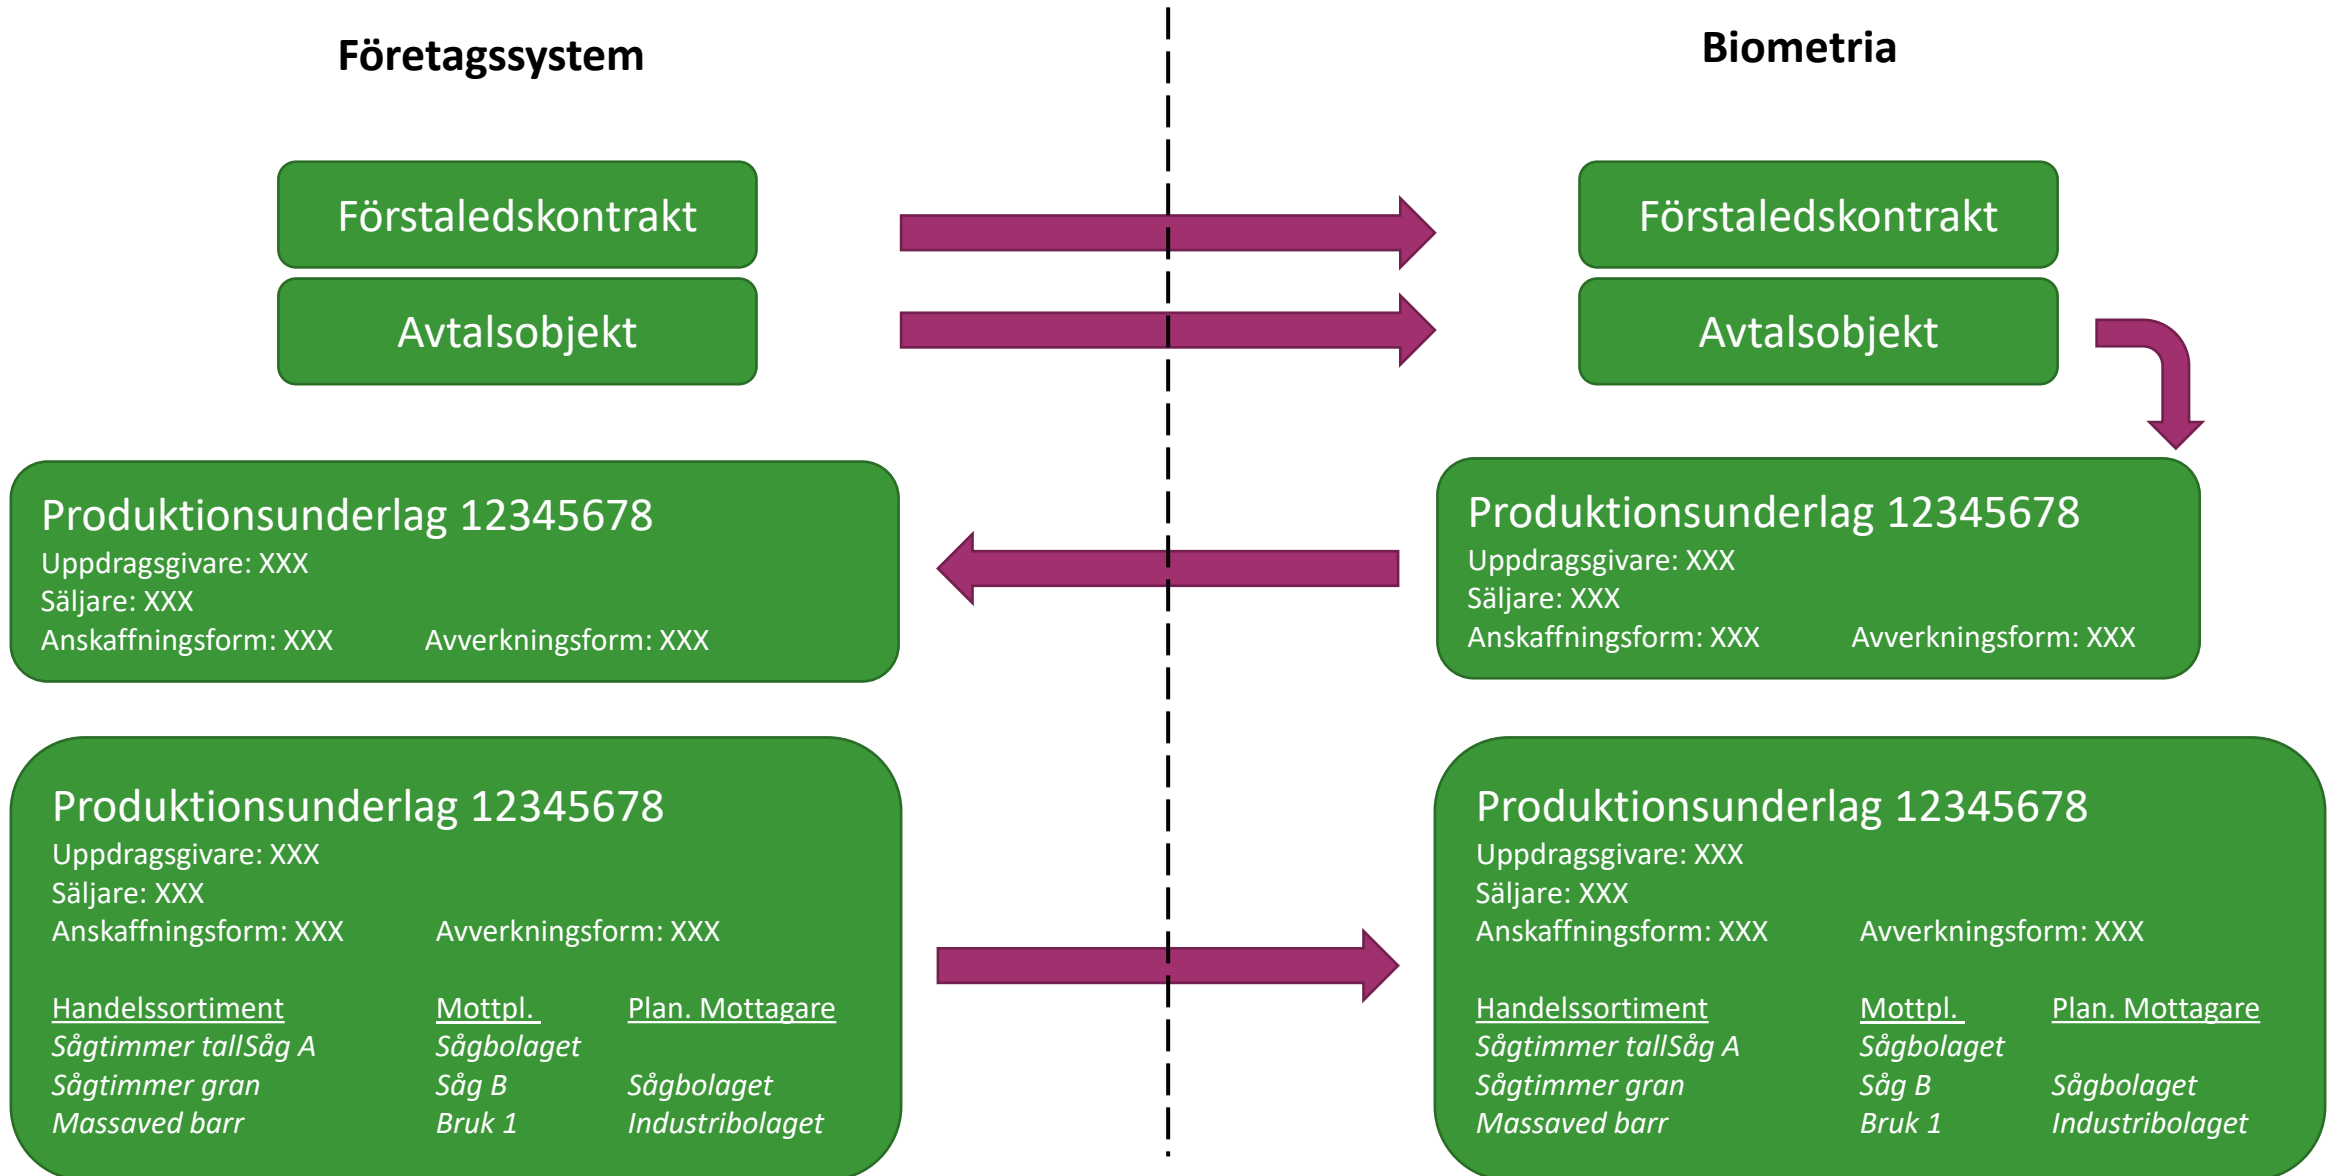 Företagssystem
Biometria
Förstaledskontrakt
Förstaledskontrakt
Avtalsobjekt
Avtalsobjekt
Produktionsunderlag 12345678
Uppdragsgivare: XXX
Säljare: XXX
Anskaffningsform: XXX Avverkningsform: XXX
Produktionsunderlag 12345678
Uppdragsgivare: XXX
Säljare: XXX
Anskaffningsform: XXX Avverkningsform: XXX
Produktionsunderlag 12345678
Uppdragsgivare: XXX
Säljare: XXX
Anskaffningsform: XXX Avverkningsform: XXX
Handelssortiment Mottpl. Plan. Mottagare
Sågtimmer tallSåg A Sågbolaget
Sågtimmer gran Såg B Sågbolaget
Massaved barr Bruk 1 Industribolaget
Produktionsunderlag 12345678
Uppdragsgivare: XXX
Säljare: XXX
Anskaffningsform: XXX Avverkningsform: XXX
Handelssortiment Mottpl. Plan. Mottagare
Sågtimmer tallSåg A Sågbolaget
Sågtimmer gran Såg B Sågbolaget
Massaved barr Bruk 1 Industribolaget